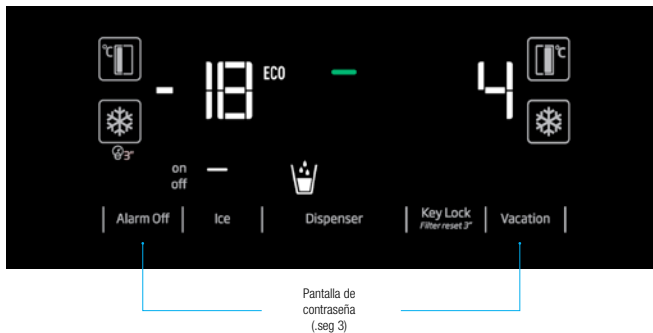 °C
°C
- 18
ECO
4
3"
on
off
Alarm Off
Ice
Dispenser
Key Lock
Filter reset 3"
Vacation
Pantalla de
contraseña
(.seg 3)